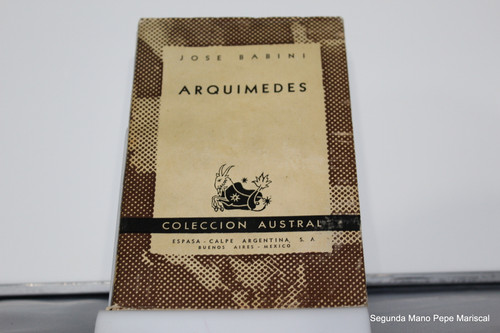 JOSE BABINI
ARQUIMEDES
COLECCION AUSTRAL
ESPASA - CALPE ARGENTINA, S. A.
BUENOS AIRES - MEXICO
Segunda Mano Pepe Mariscal